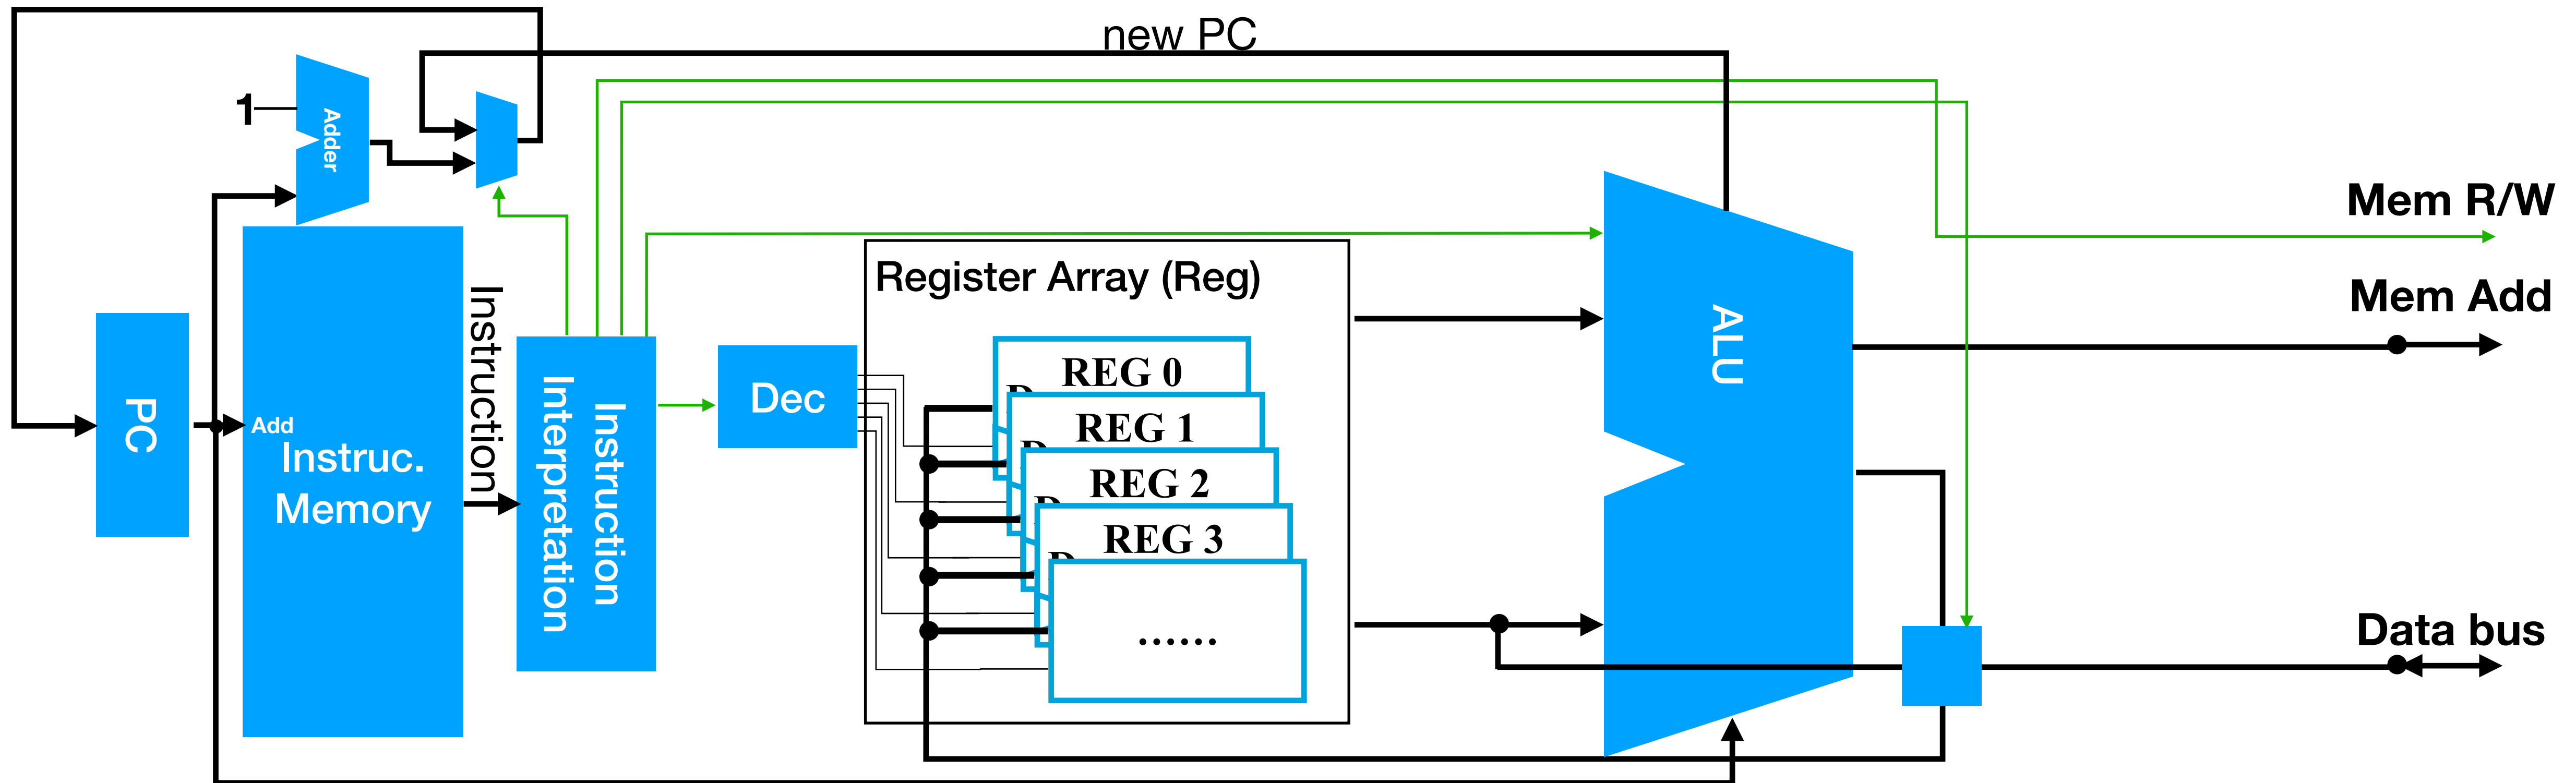 new PC
1
Adder
Mem R/W
Register Array (Reg)
Mem Add
Instruction
ALU
REG 0
PC
Add
Instruc.
Memory
Instruction
Interpretation
Dec
REG 1
REG 2
REG 3
......
Data bus